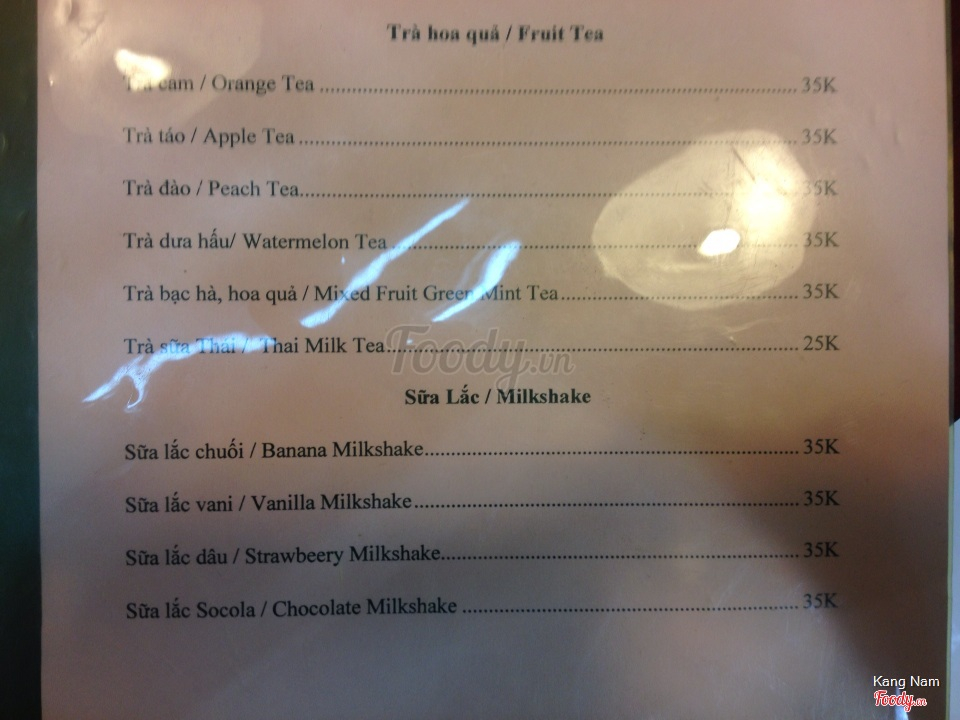 Trà hoa quả / Fruit Tea
Trà cam / Orange Tea ........ 35K
Trà táo / Apple Tea ........ 35K
Trà đào / Peach Tea........ 35K
Trà dưa hấu/ Watermelon Tea ........ 35K
Trà bạc hà, hoa quả / Mixed Fruit Green Mint Tea........ 35K
Trà sữa Thái / Thai Milk Tea........ 25K
Foody.vn
Sữa Lắc / Milkshake
Sữa lắc chuối / Banana Milkshake........ 35K
Sữa lắc vani / Vanilla Milkshake........ 35K
Sữa lắc dâu / Strawbeery Milkshake........ 35K
Sữa lắc Socola / Chocolate Milkshake ........ 35K
Kang Nam
Foody.vn